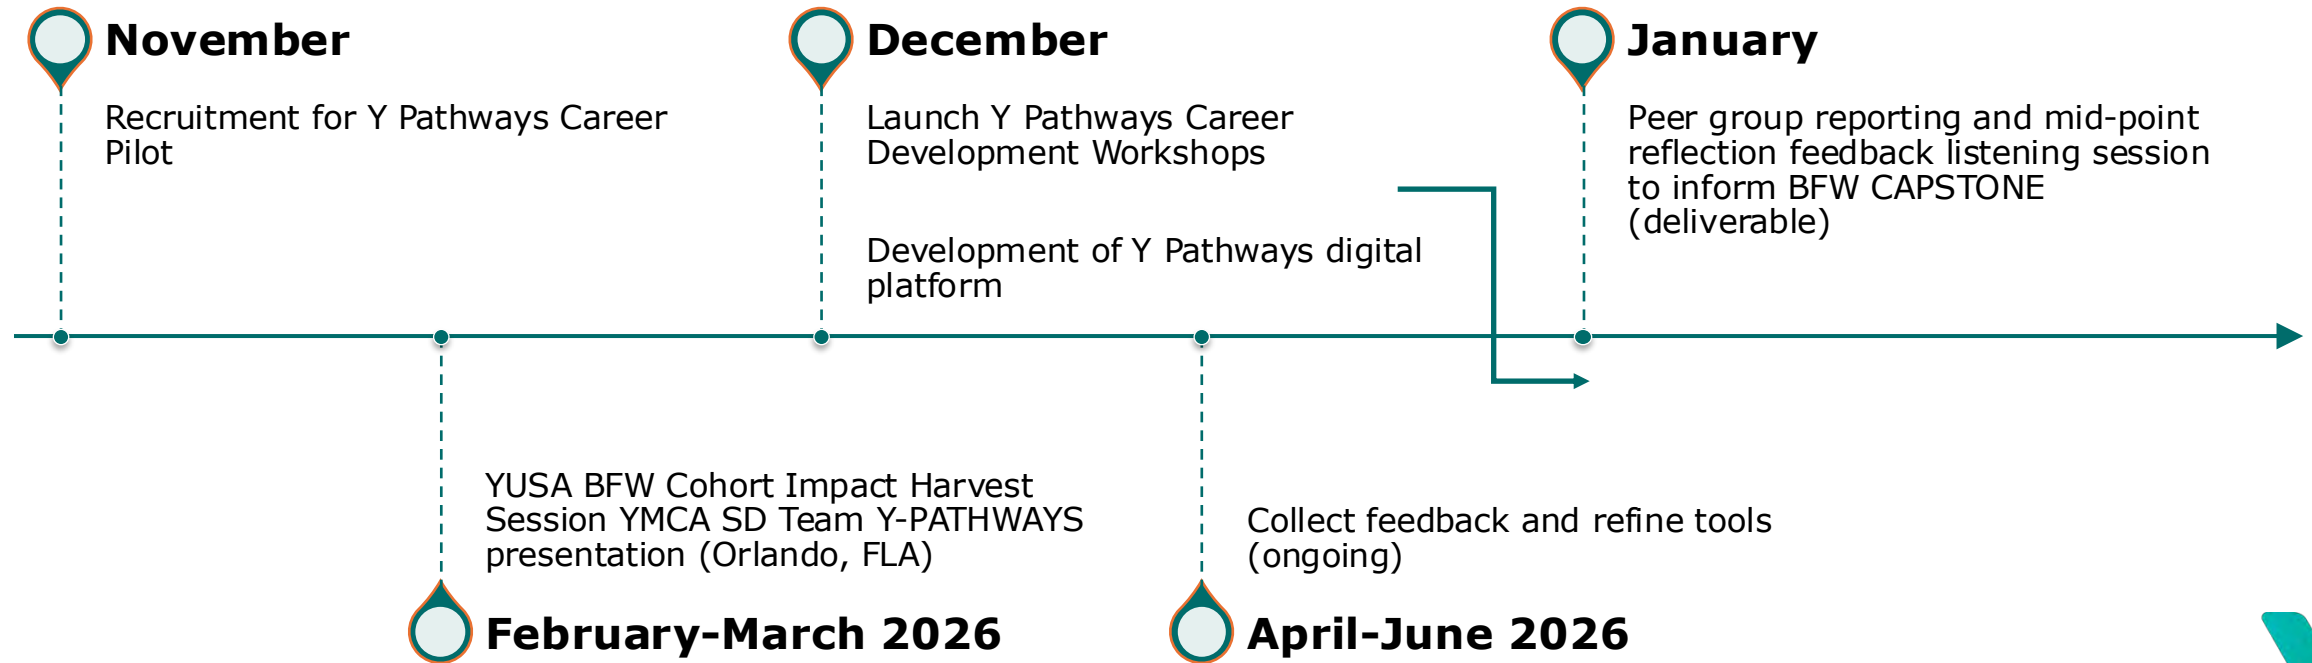 November
Recruitment for Y Pathways Career
Pilot
December
Launch Y Pathways Career
Development Workshops
Development of Y Pathways digital
platform
January
Peer group reporting and mid-point
reflection feedback listening session
to inform BFW CAPSTONE
(deliverable)
YUSA BFW Cohort Impact Harvest
Session YMCA SD Team Y-PATHWAYS
presentation (Orlando, FLA)
February-March 2026
Collect feedback and refine tools
(ongoing)
April-June 2026